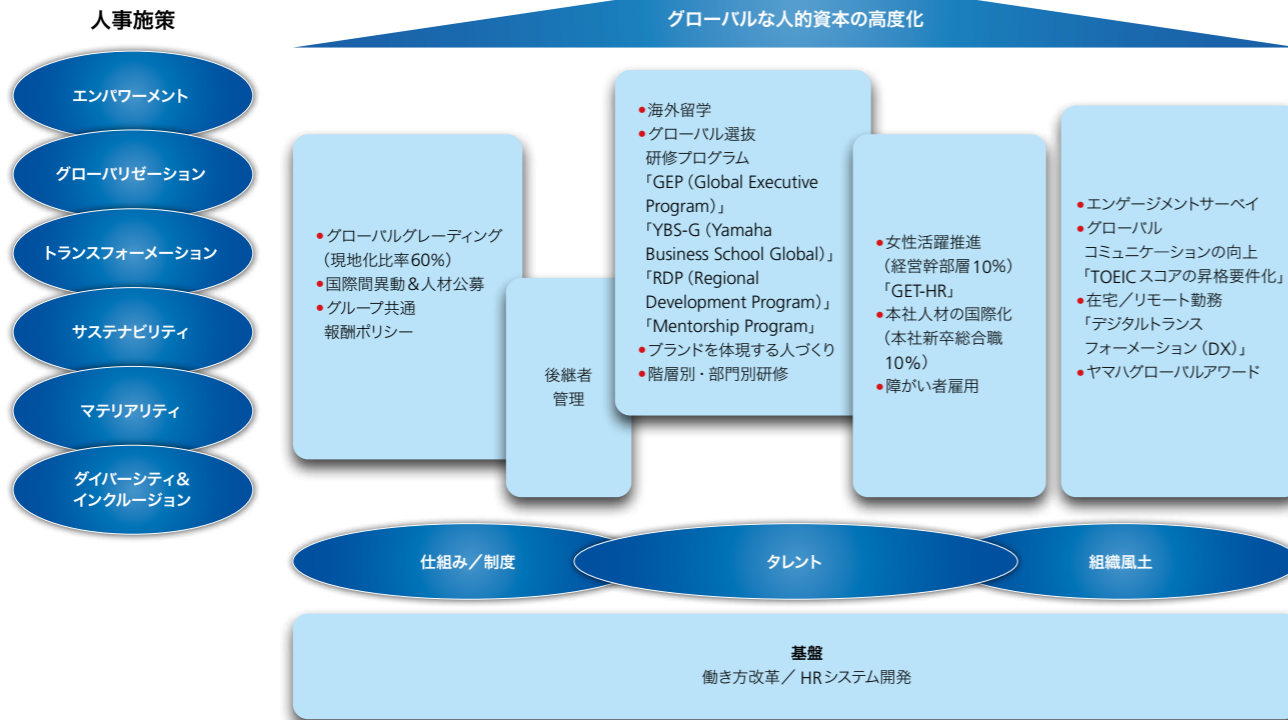 人事施策
エンパワーメント
グローバリゼーション
トランスフォーメーション
サステナビリティ
マテリアリティ
ダイバーシティ&
インクルージョン
グローバルな人的資本の高度化
●グローバルグレーディング
(現地化比率60%)
●国際間異動&人材公募
●グループ共通
報酬ポリシー
後継者
管理
●海外留学
●グローバル選抜
研修プログラム
「GEP(Global Executive
Program)」
「YBS-G(Yamaha
Business School Global)」
「RDP(Regional
Development Program)」
「Mentorship Program」
●ブランドを体現する人づくり
●階層別・部門別研修
●女性活躍推進
(経営幹部層10%)
「GET-HR」
●本社人材の国際化
(本社新卒総合職
10%)
●障がい者雇用
●エンゲージメントサーベイ
●グローバル
コミュニケーションの向上
「TOEICスコアの昇格要件化」
●在宅/リモート勤務
「デジタルトランス
フォーメーション(DX)」
●ヤマハグローバルアワード
仕組み/制度
タレント
組織風土
基盤
働き方改革/HRシステム開発